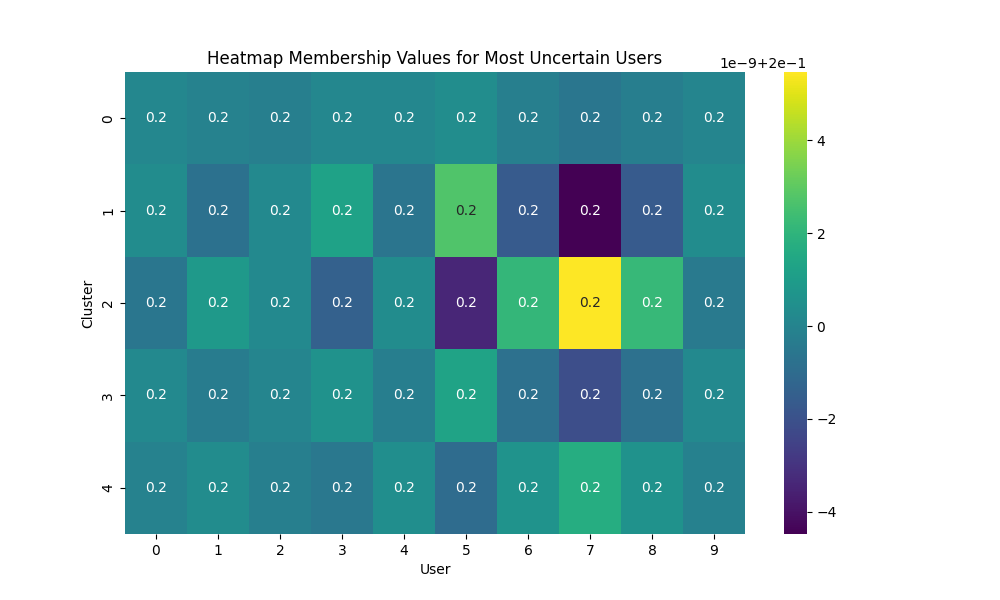 Heatmap Membership Values for Most Uncertain Users
1e−9+2e−1
0 0.2 0.2 0.2 0.2 0.2 0.2 0.2 0.2 0.2 0.2
4
1 0.2 0.2 0.2 0.2 0.2 0.2 0.2 0.2 0.2 0.2
2
Cluster
2 0.2 0.2 0.2 0.2 0.2 0.2 0.2 0.2 0.2 0.2
0
3 0.2 0.2 0.2 0.2 0.2 0.2 0.2 0.2 0.2 0.2
−2
4 0.2 0.2 0.2 0.2 0.2 0.2 0.2 0.2 0.2 0.2
−4
0 1 2 3 4 5 6 7 8 9
User